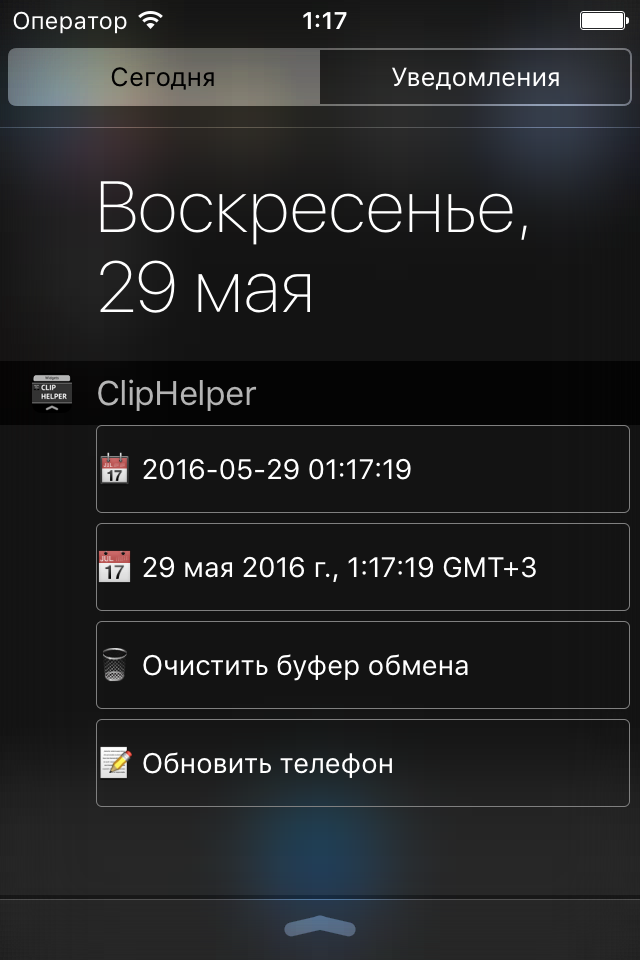 Оператор 1:17
Сегодня Уведомления
Воскресенье,
29 мая
Widgets
CLIP
HELPER
ClipHelper
JUL
17
2016-05-29 01:17:19
JUL
17
29 мая 2016 г., 1:17:19 GMT+3
Очистить буфер обмена
Обновить телефон